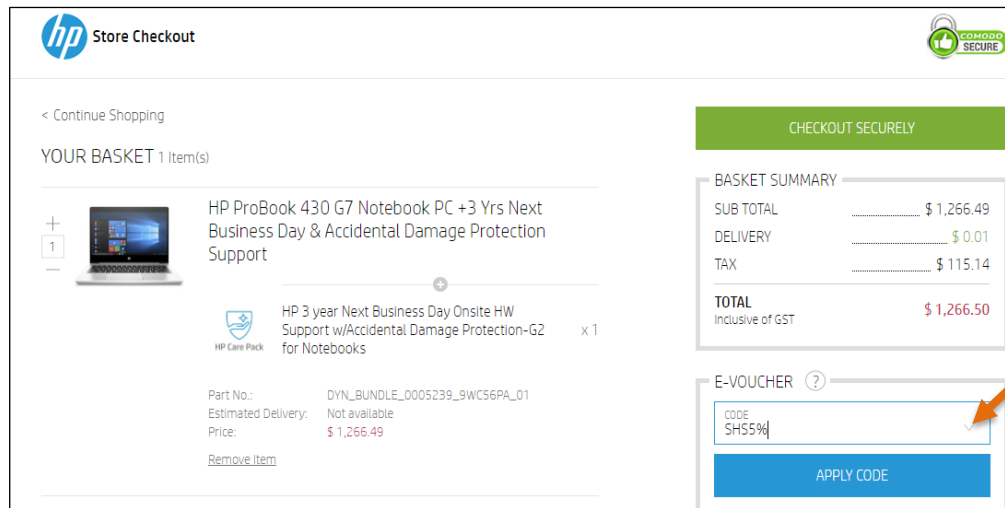 hp Store Checkout
COMODO
SECURE
< Continue Shopping
YOUR BASKET 1 Item(s)
HP ProBook 430 G7 Notebook PC +3 Yrs Next
Business Day & Accidental Damage Protection
Support
1
HP Care Pack
HP 3 year Next Business Day Onsite HW
Support w/Accidental Damage Protection-G2
for Notebooks
x 1
Part No.: DYN_BUNDLE_0005239_9WC56PA_01
Estimated Delivery: Not available
Price: $ 1,266.49
Remove Item
CHECKOUT SECURELY
BASKET SUMMARY
SUB TOTAL $ 1,266.49
DELIVERY $ 0.01
TAX $ 115.14
TOTAL $ 1,266.50
Inclusive of GST
E-VOUCHER ?
CODE
SHS5%
APPLY CODE